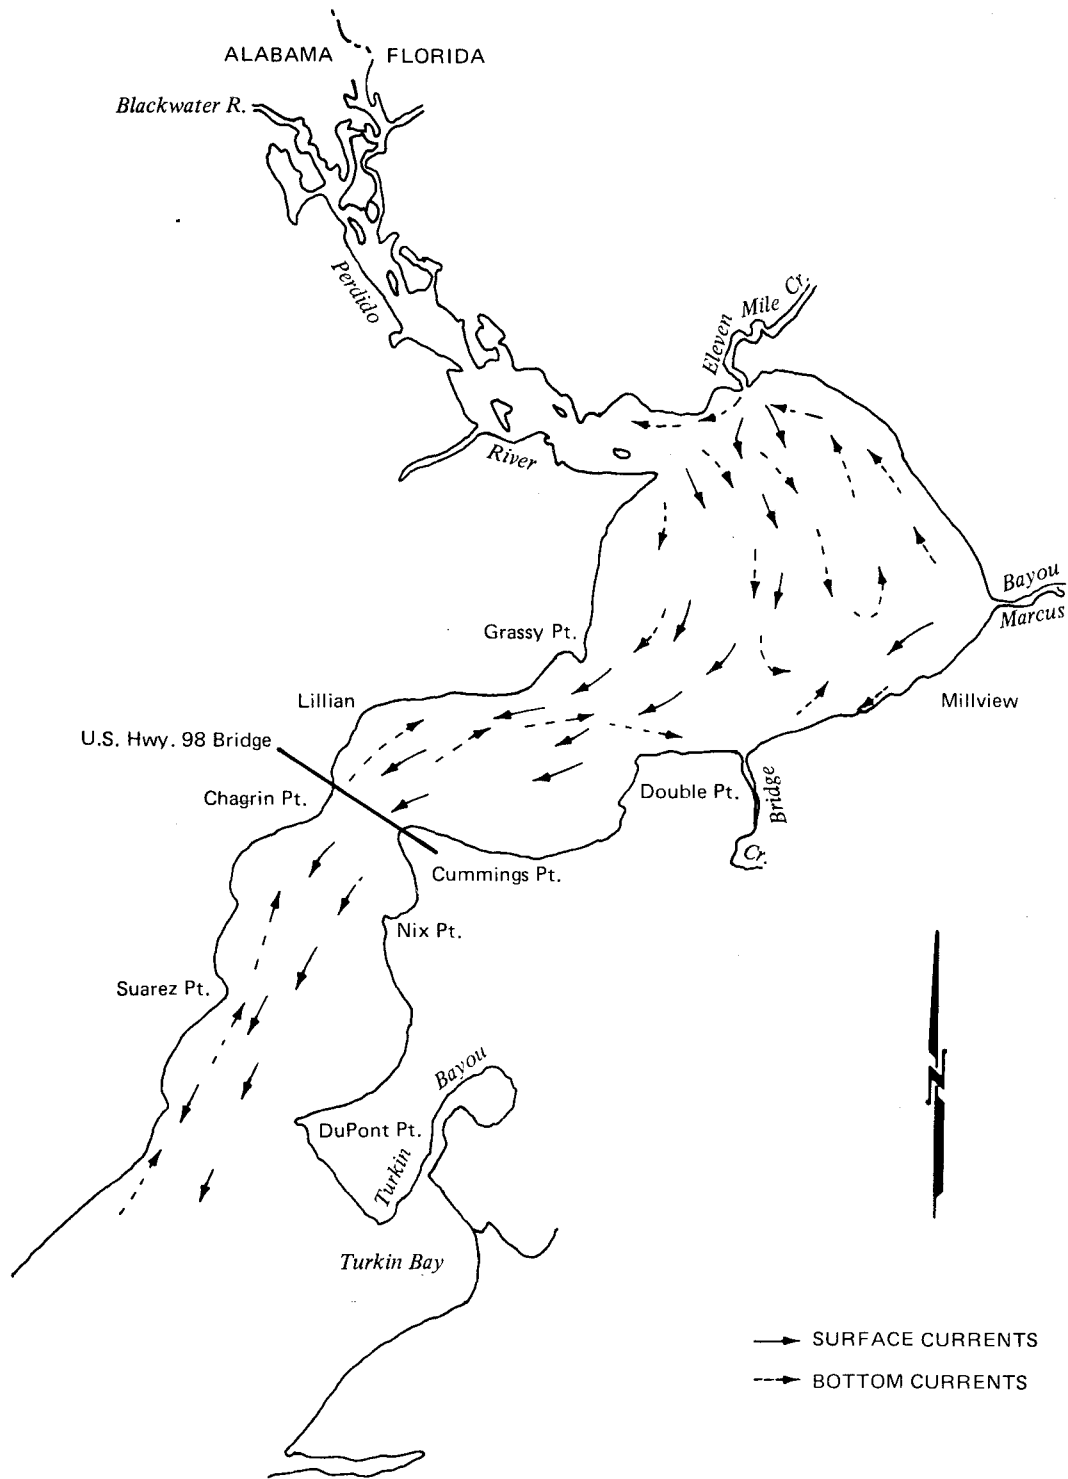 ALABAMA FLORIDA
Blackwater R.
Perdido
River
Eleven Mile Cr.
Bayou
Marcus
Grassy Pt.
Lillian
Millview
U.S. Hwy. 98 Bridge
Chagrin Pt.
Double Pt.
Bridge
Cr.
Cummings Pt.
Nix Pt.
Suarez Pt.
N
Bayou
DuPont Pt.
Turkin
Turkin Bay
SURFACE CURRENTS
BOTTOM CURRENTS